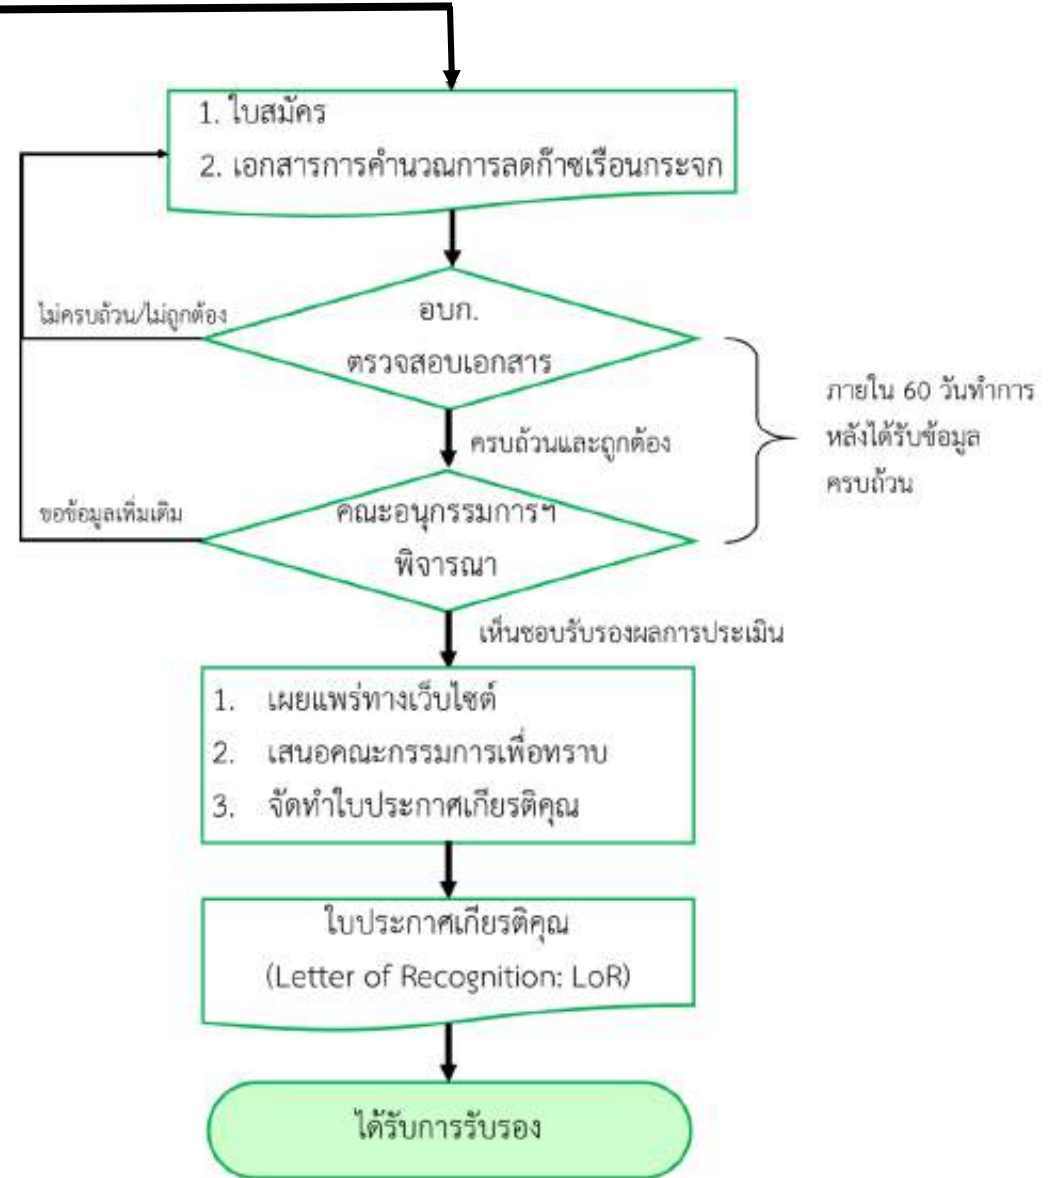 1. ใบสมัคร
2. เอกสารการคำนวณการลดก๊าซเรือนกระจก
ไม่ครบถ้วน/ไม่ถูกต้อง
อบก.
ตรวจสอบเอกสาร
ภายใน 60 วันทำการ
หลังได้รับข้อมูล
ครบถ้วน
ครบถ้วนและถูกต้อง
ขอข้อมูลเพิ่มเติม
คณะอนุกรรมการฯ
พิจารณา
เห็นชอบรับรองผลการประเมิน
1. เผยแพร่ทางเว็บไซต์
2. เสนอคณะกรรมการเพื่อทราบ
3. จัดทำใบประกาศเกียรติคุณ
ใบประกาศเกียรติคุณ
(Letter of Recognition: LoR)
ได้รับการรับรอง